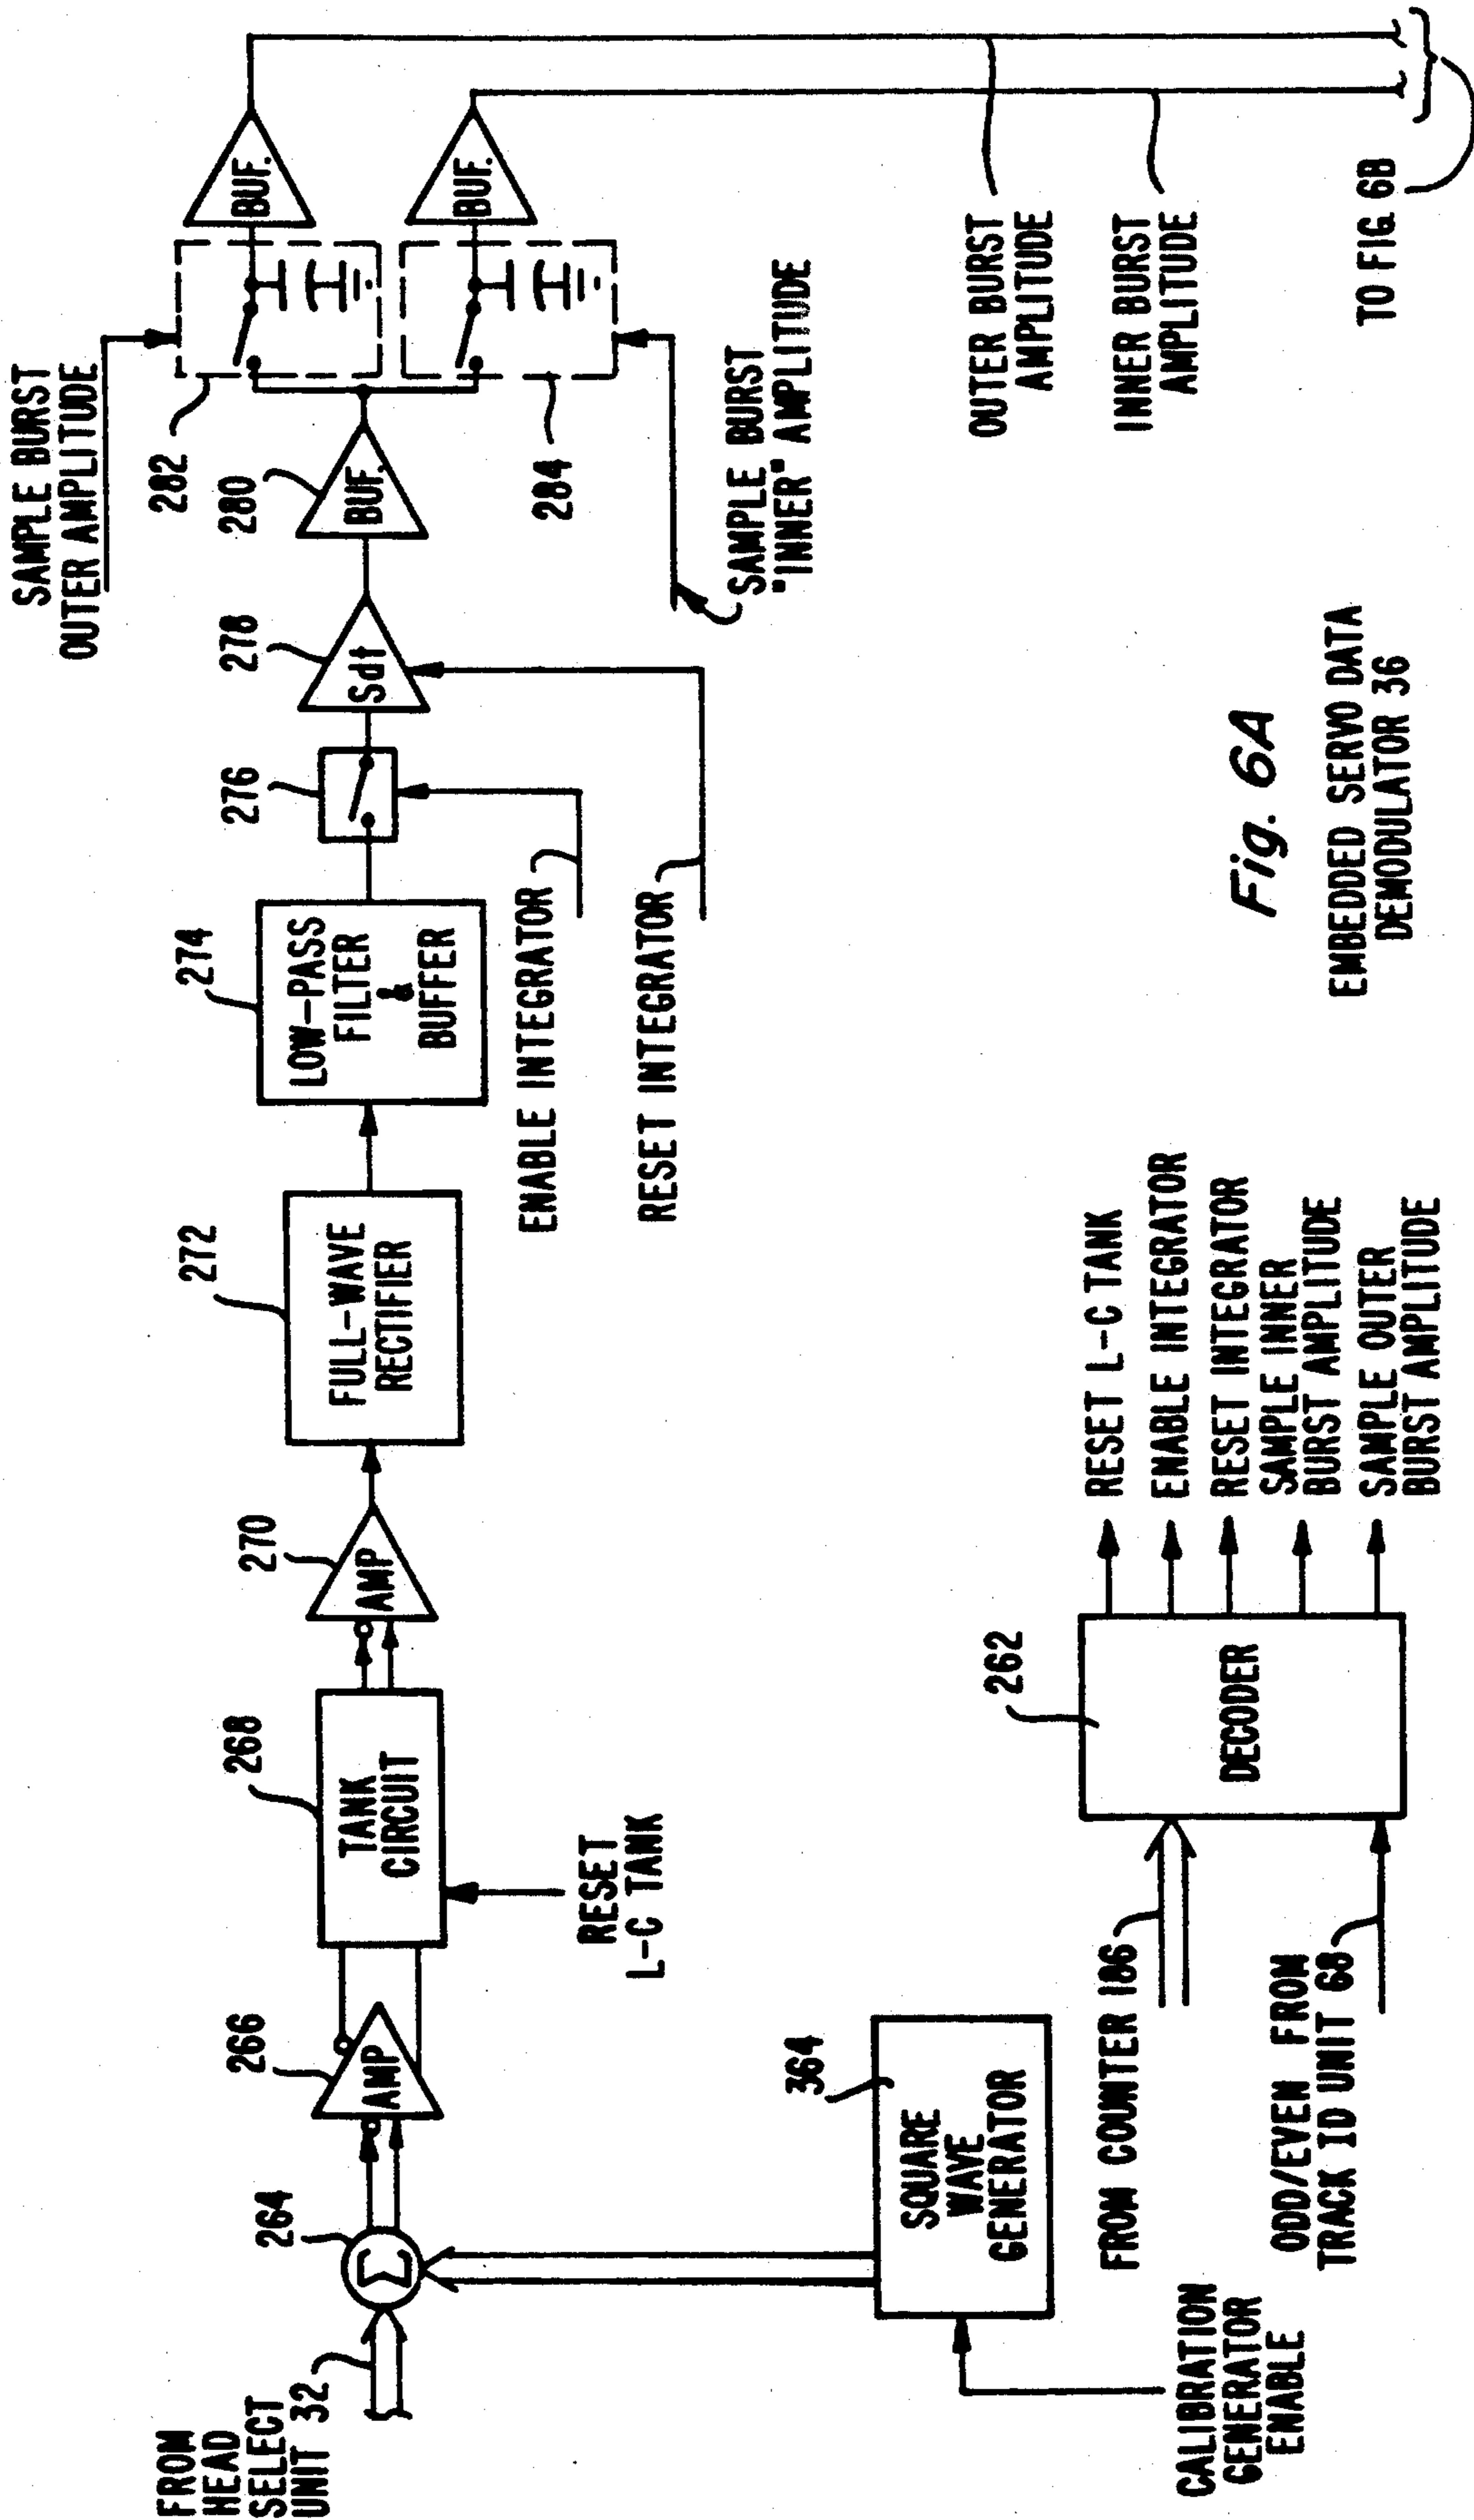 FROM
HEAD
SELECT
UNIT 32
264
Σ
266
AMP
268
TANK
CIRCUIT
RESET
L-C TANK
270
AMP
272
FULL-WAVE
RECTIFIER
274
LOW-PASS
FILTER
&
BUFFER
276
ENABLE INTEGRATOR
278
Sdt
RESET INTEGRATOR
280
BUF.
SAMPLE BURST
OUTER AMPLITUDE
282
BUF.
284
BUF.
SAMPLE BURST
"INNER" AMPLITUDE
OUTER BURST
AMPLITUDE
INNER BURST
AMPLITUDE
TO FIG. 6B
364
SQUARE
WAVE
GENERATOR
CALIBRATION
GENERATOR
ENABLE
FROM COUNTER 186
ODD/EVEN FROM
TRACK ID UNIT 68
262
DECODER
RESET L-C TANK
ENABLE INTEGRATOR
RESET INTEGRATOR
SAMPLE INNER
BURST AMPLITUDE
SAMPLE OUTER
BURST AMPLITUDE
Fig. 6A
EMBEDDED SERVO DATA
DEMODULATOR 36